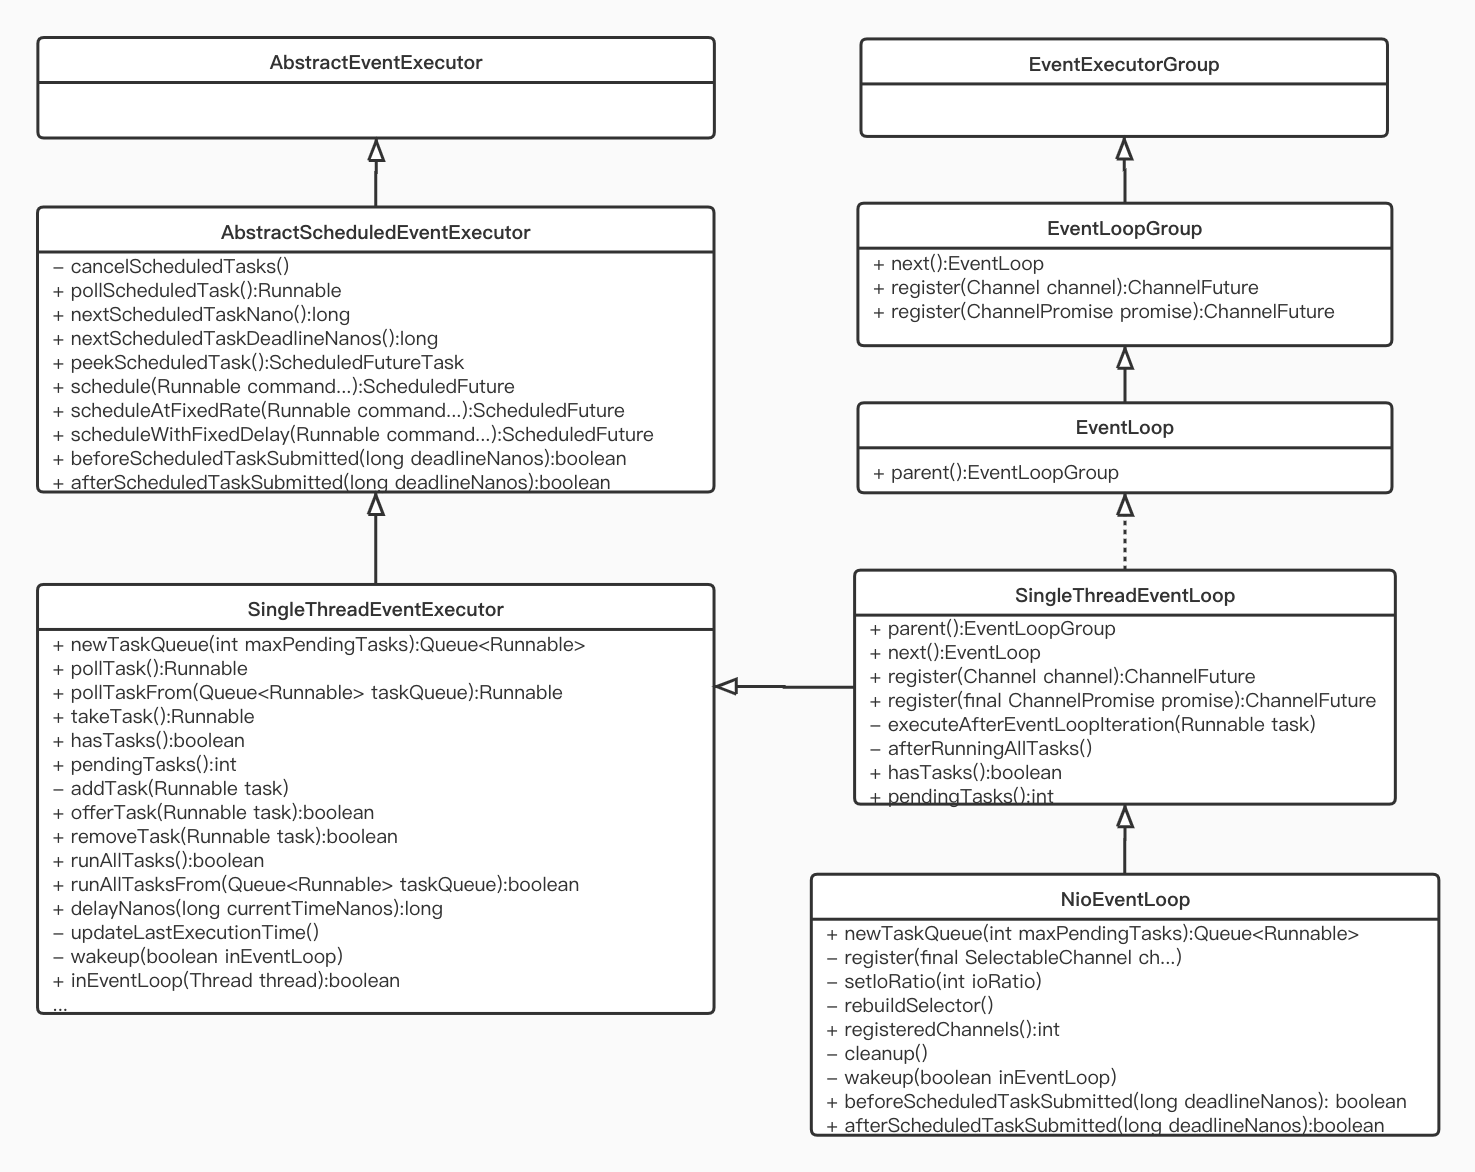 AbstractEventExecutor
AbstractScheduledEventExecutor
– cancelScheduledTasks()
+ pollScheduledTask():Runnable
+ nextScheduledTaskNano():long
+ nextScheduledTaskDeadlineNanos():long
+ peekScheduledTask():ScheduledFutureTask
+ schedule(Runnable command...):ScheduledFuture
+ scheduleAtFixedRate(Runnable command...):ScheduledFuture
+ scheduleWithFixedDelay(Runnable command...):ScheduledFuture
+ beforeScheduledTaskSubmitted(long deadlineNanos):boolean
+ afterScheduledTaskSubmitted(long deadlineNanos):boolean
SingleThreadEventExecutor
+ newTaskQueue(int maxPendingTasks):Queue<Runnable>
+ pollTask():Runnable
+ pollTaskFrom(Queue<Runnable> taskQueue):Runnable
+ takeTask():Runnable
+ hasTasks():boolean
+ pendingTasks():int
– addTask(Runnable task)
+ offerTask(Runnable task):boolean
+ removeTask(Runnable task):boolean
+ runAllTasks():boolean
+ runAllTasksFrom(Queue<Runnable> taskQueue):boolean
+ delayNanos(long currentTimeNanos):long
– updateLastExecutionTime()
– wakeup(boolean inEventLoop)
+ inEventLoop(Thread thread):boolean
...
EventExecutorGroup
EventLoopGroup
+ next():EventLoop
+ register(Channel channel):ChannelFuture
+ register(ChannelPromise promise):ChannelFuture
EventLoop
+ parent():EventLoopGroup
SingleThreadEventLoop
+ parent():EventLoopGroup
+ next():EventLoop
+ register(Channel channel):ChannelFuture
+ register(final ChannelPromise promise):ChannelFuture
– executeAfterEventLoopIteration(Runnable task)
– afterRunningAllTasks()
+ hasTasks():boolean
+ pendingTasks():int
NioEventLoop
+ newTaskQueue(int maxPendingTasks):Queue<Runnable>
– register(final SelectableChannel ch...)
– setIoRatio(int ioRatio)
– rebuildSelector()
+ registeredChannels():int
– cleanup()
– wakeup(boolean inEventLoop)
+ beforeScheduledTaskSubmitted(long deadlineNanos): boolean
+ afterScheduledTaskSubmitted(long deadlineNanos):boolean